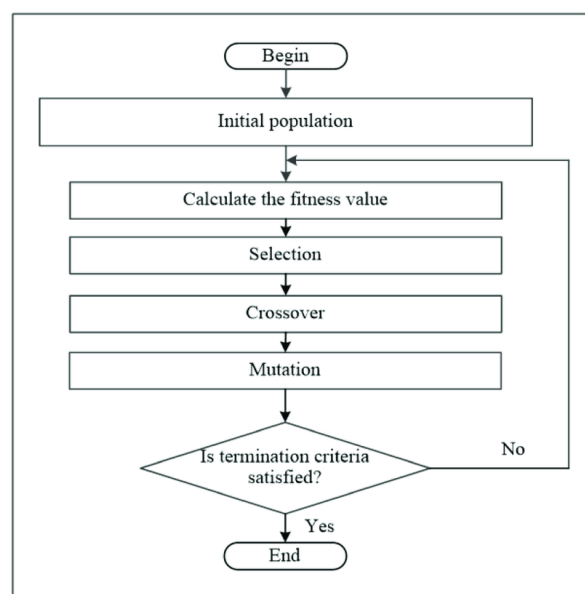 Begin
Initial population
Calculate the fitness value
Selection
Crossover
Mutation
Is termination criteria
satisfied?
No
Yes
End